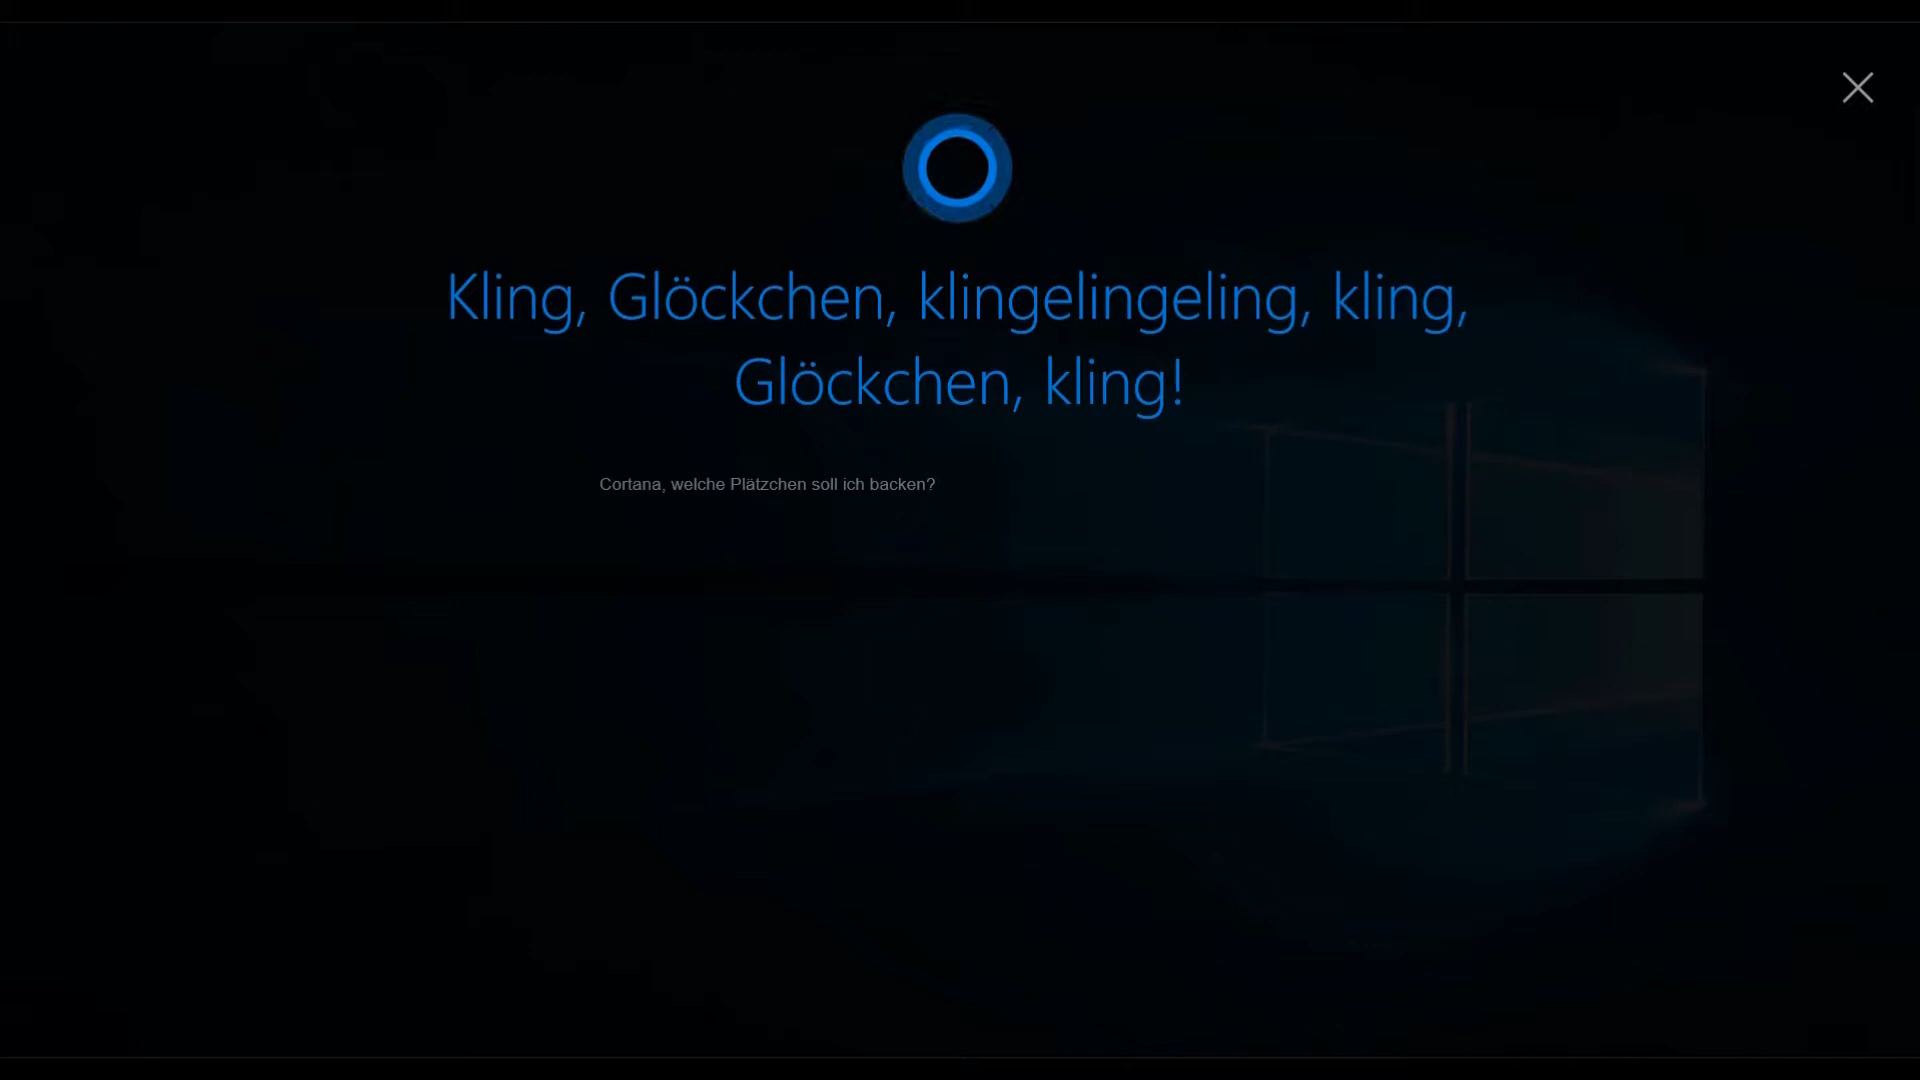 Kling, Glöckchen, klingelingeling, kling,
Glöckchen, kling!
Cortana, welche Plätzchen soll ich backen?